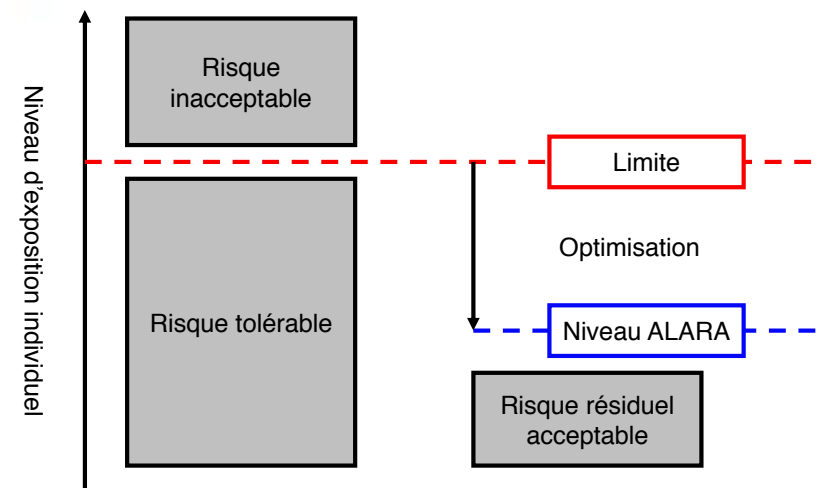 Niveau d'exposition individuel
Risque
inacceptable
Limite
Optimisation
Risque tolérable
Niveau ALARA
Risque résiduel
acceptable